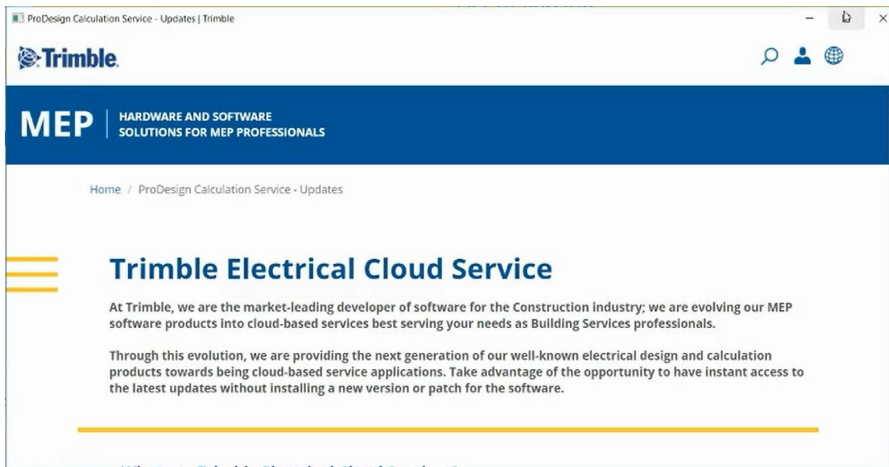 ProDesign Calculation Service - Updates | Trimble
Trimble.
MEP
HARDWARE AND SOFTWARE
SOLUTIONS FOR MEP PROFESSIONALS
Home / ProDesign Calculation Service - Updates
Trimble Electrical Cloud Service
At Trimble, we are the market-leading developer of software for the Construction industry; we are evolving our MEP
software products into cloud-based services best serving your needs as Building Services professionals.
Through this evolution, we are providing the next generation of our well-known electrical design and calculation
products towards being cloud-based service applications. Take advantage of the opportunity to have instant access to
the latest updates without installing a new version or patch for the software.